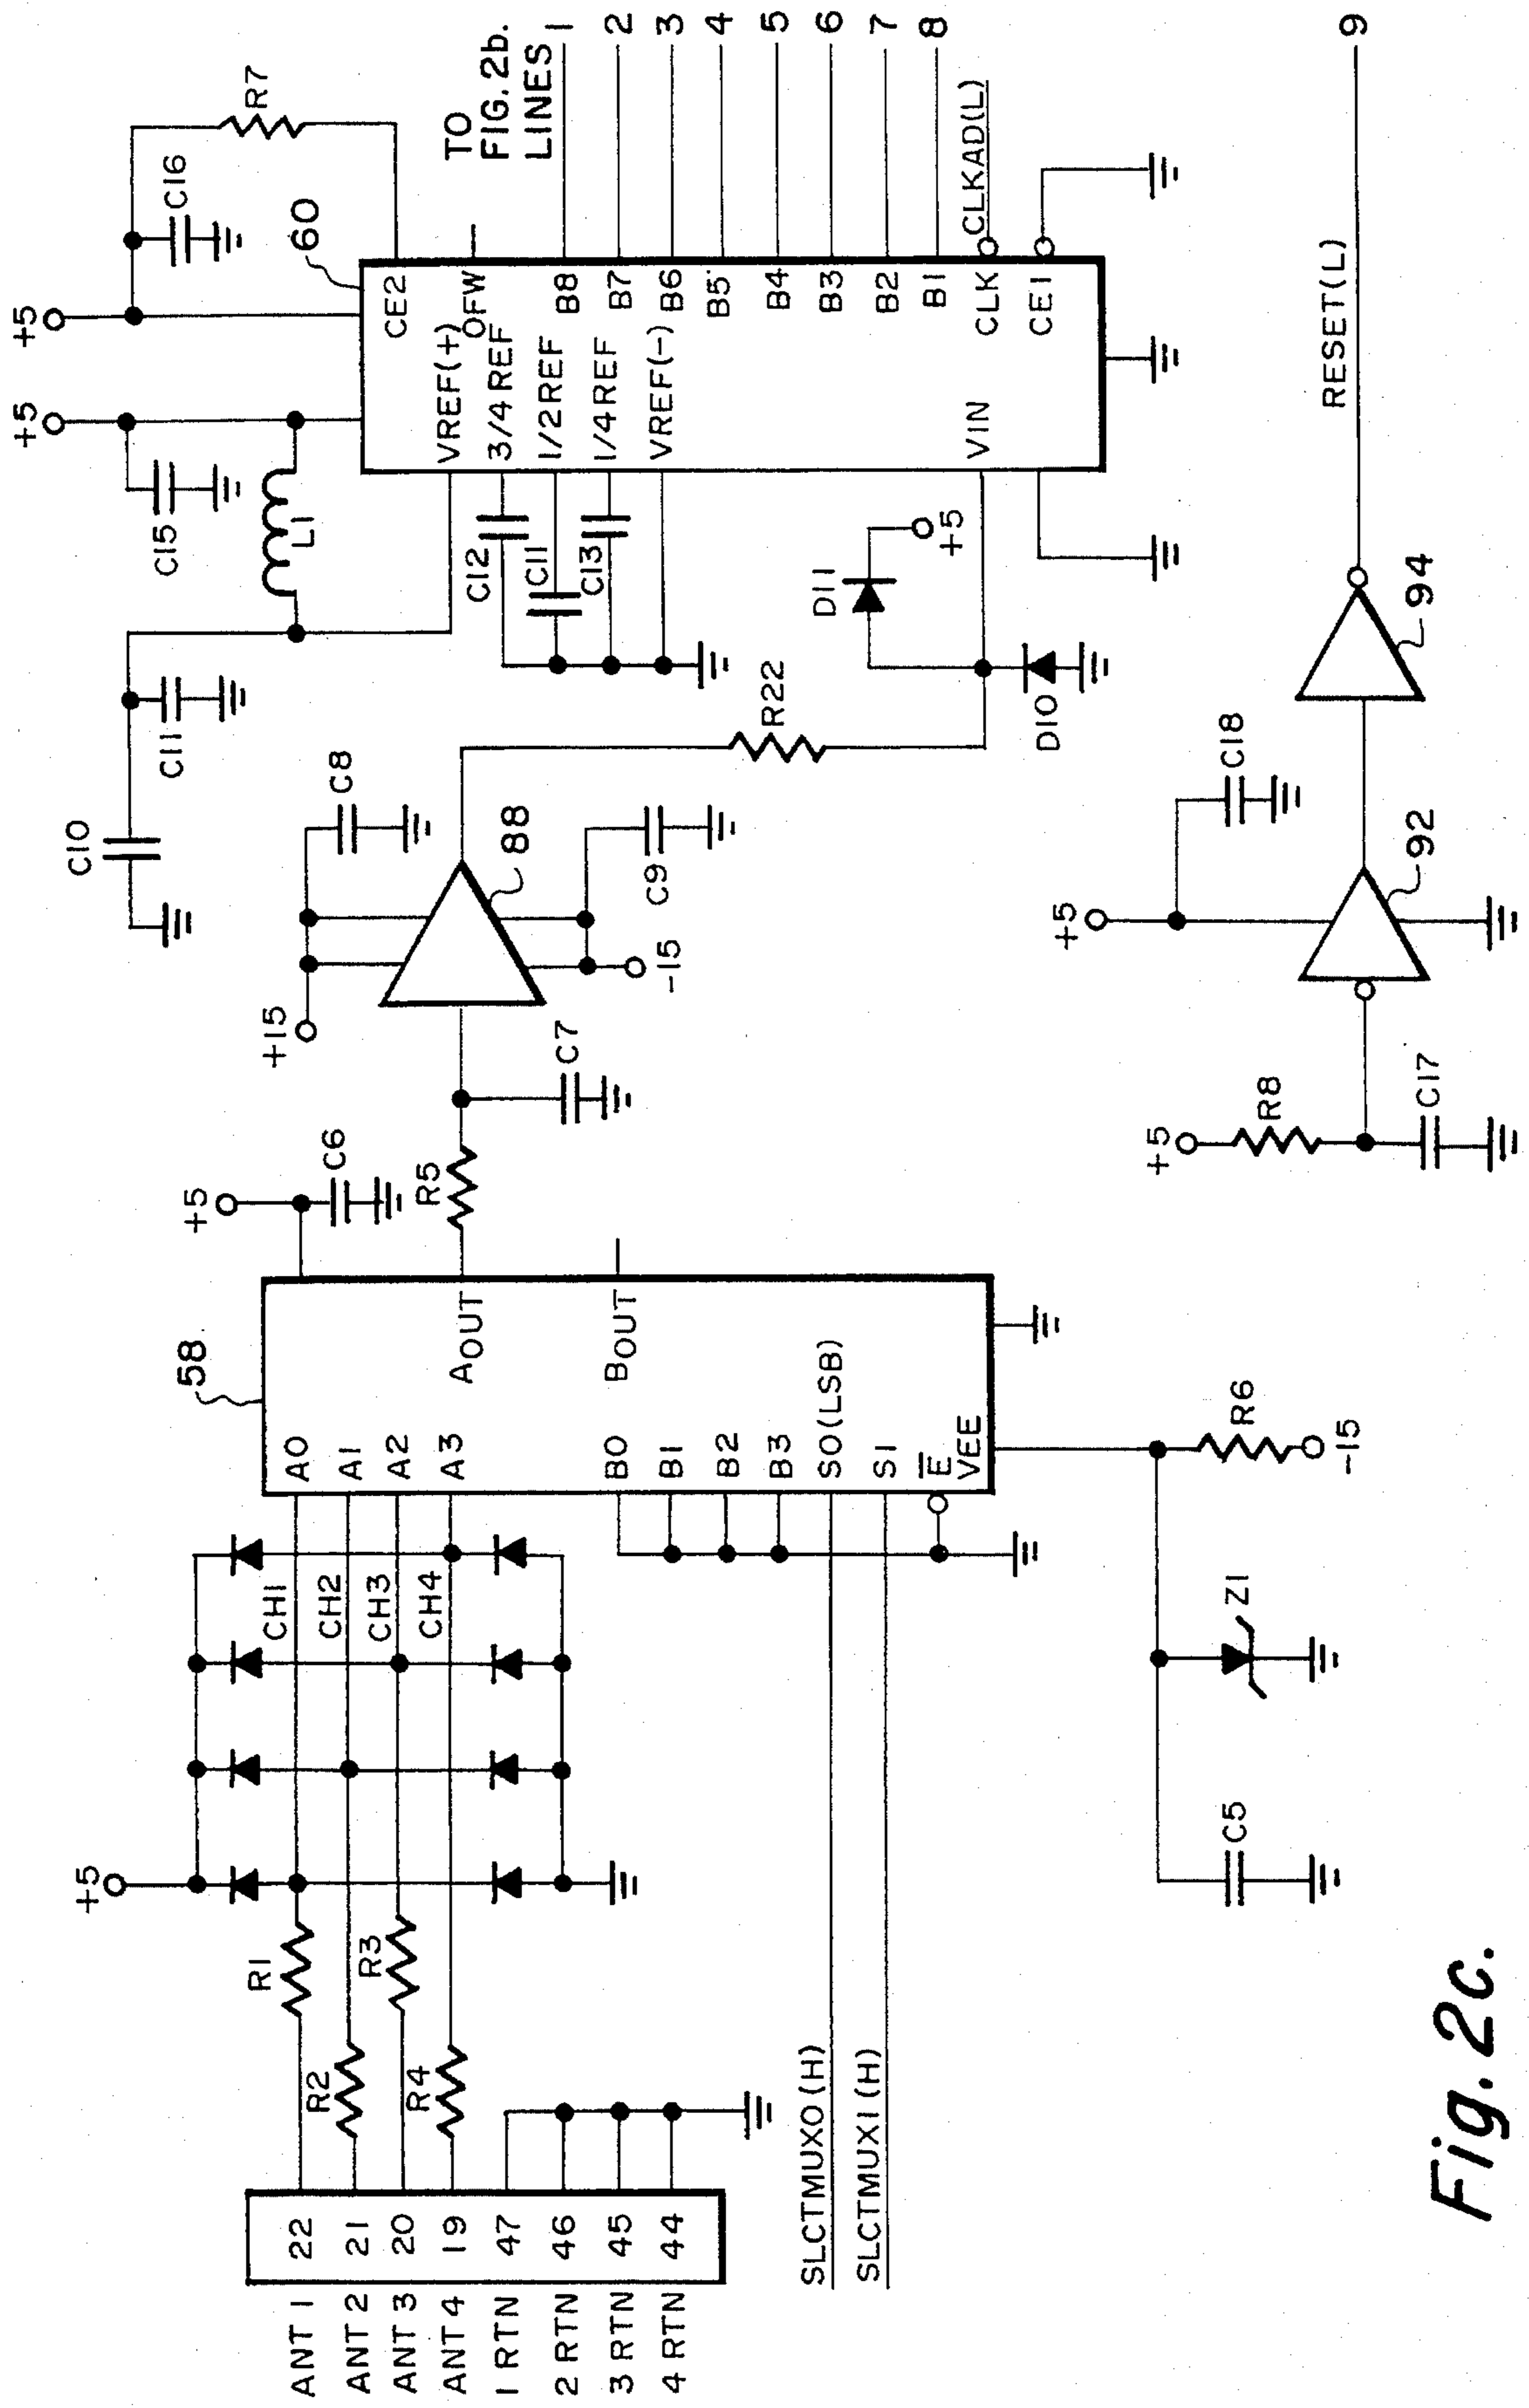 ANT 1 22
ANT 2 21
ANT 3 20
ANT 4 19
1 RTN 47
2 RTN 46
3 RTN 45
4 RTN 44
R1
R2
R3
R4
+5
CH1
CH2
CH3
CH4
SLCTMUX0 (H)
SLCTMUX1 (H)
58
A0
A1
A2
A3
B0
B1
B2
B3
S0 (LSB)
S1
E̅
VEE
AOUT
BOUT
C5
Z1
R6
-15
+5
C6
R5
C7
+15
C8
88
C9
-15
R22
C10
C11
L1
C15
+5
+5
C16
R7
60
C12
C11
C13
D11
+5
D10
VREF(+)
3/4 REF
1/2 REF
1/4 REF
VREF(-)
VIN
CE2
OFW
B8
B7
B6
B5
B4
B3
B2
B1
CLK
CE1
TO
FIG. 2b.
LINES
1
2
3
4
5
6
7
8
CLKAD(L)
+5
R8
C17
+5
C18
92
94
RESET(L)
9
Fig. 2c.